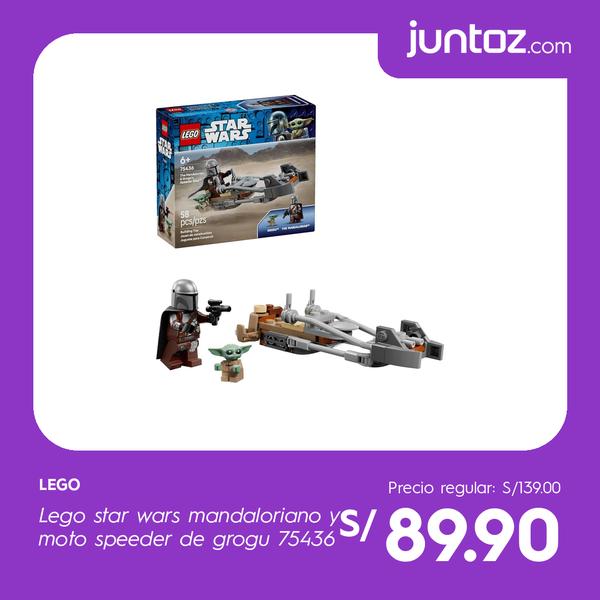 juntoz.com
LEGO
STAR
WARS
6+
75436
58
pcs/pzs
LEGO
Precio regular: S/139.00
Lego star wars mandaloriano y
moto speeder de grogu 75436
S/ 89.90